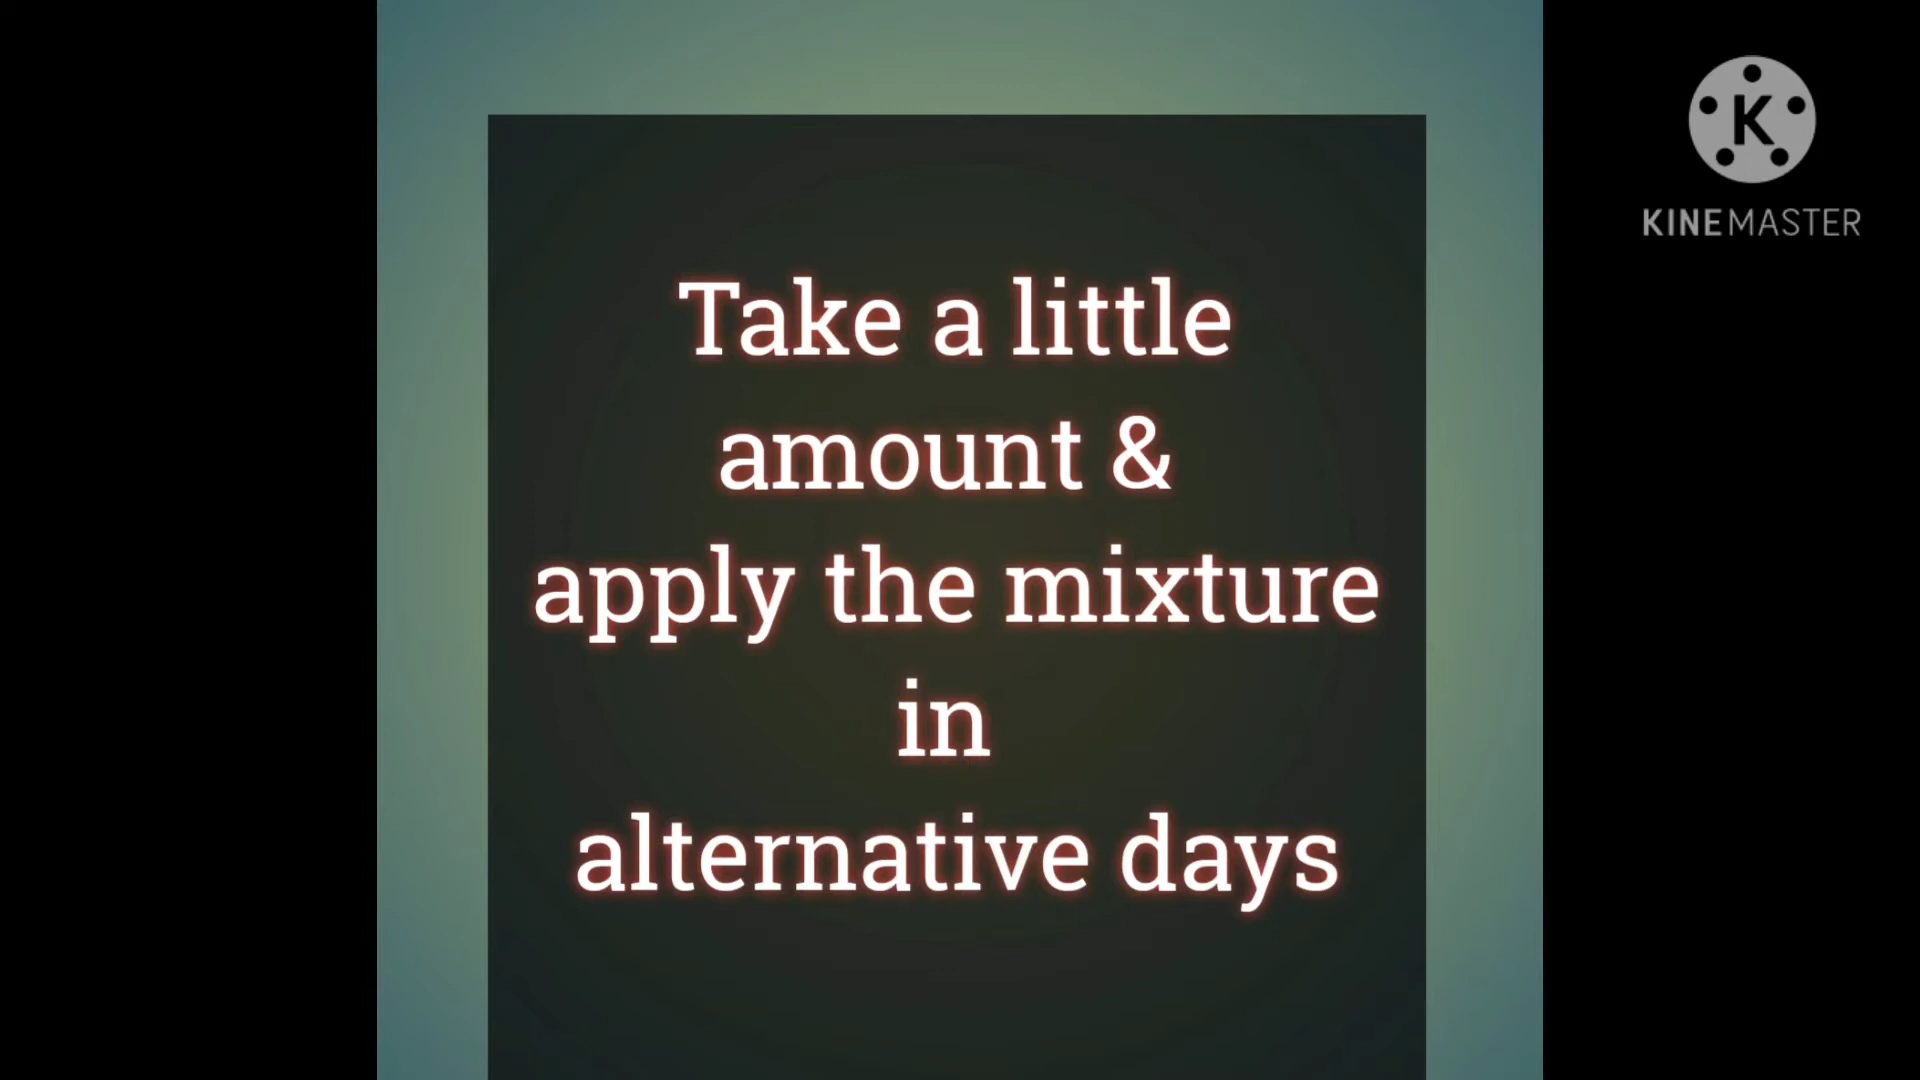 Take a little
amount &
apply the mixture
in
alternative days
K
KINEMASTER